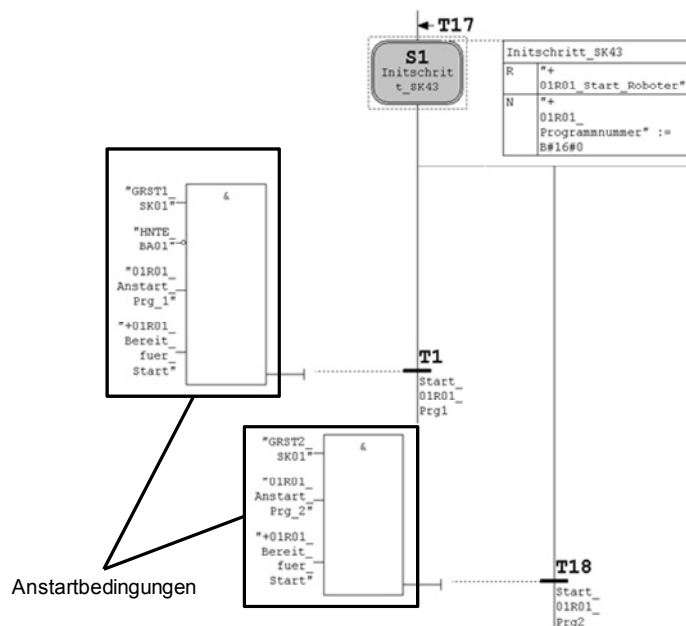 T17
S1
Initschrit
t_SK43
Initschritt_SK43
R "+
01R01_Start_Roboter"
N "+
01R01_
Programmnummer" :=
B#16#0
&
"GRST1_
SK01"
"HNTE_
BA01"
"01R01_
Anstart_
Prg_1"
"+01R01_
Bereit_
fuer_
Start"
T1
Start_
01R01_
Prg1
&
"GRST2_
SK01"
"01R01_
Anstart_
Prg_2"
"+01R01_
Bereit_
fuer_
Start"
T18
Start_
01R01_
Prg2
Anstartbedingungen